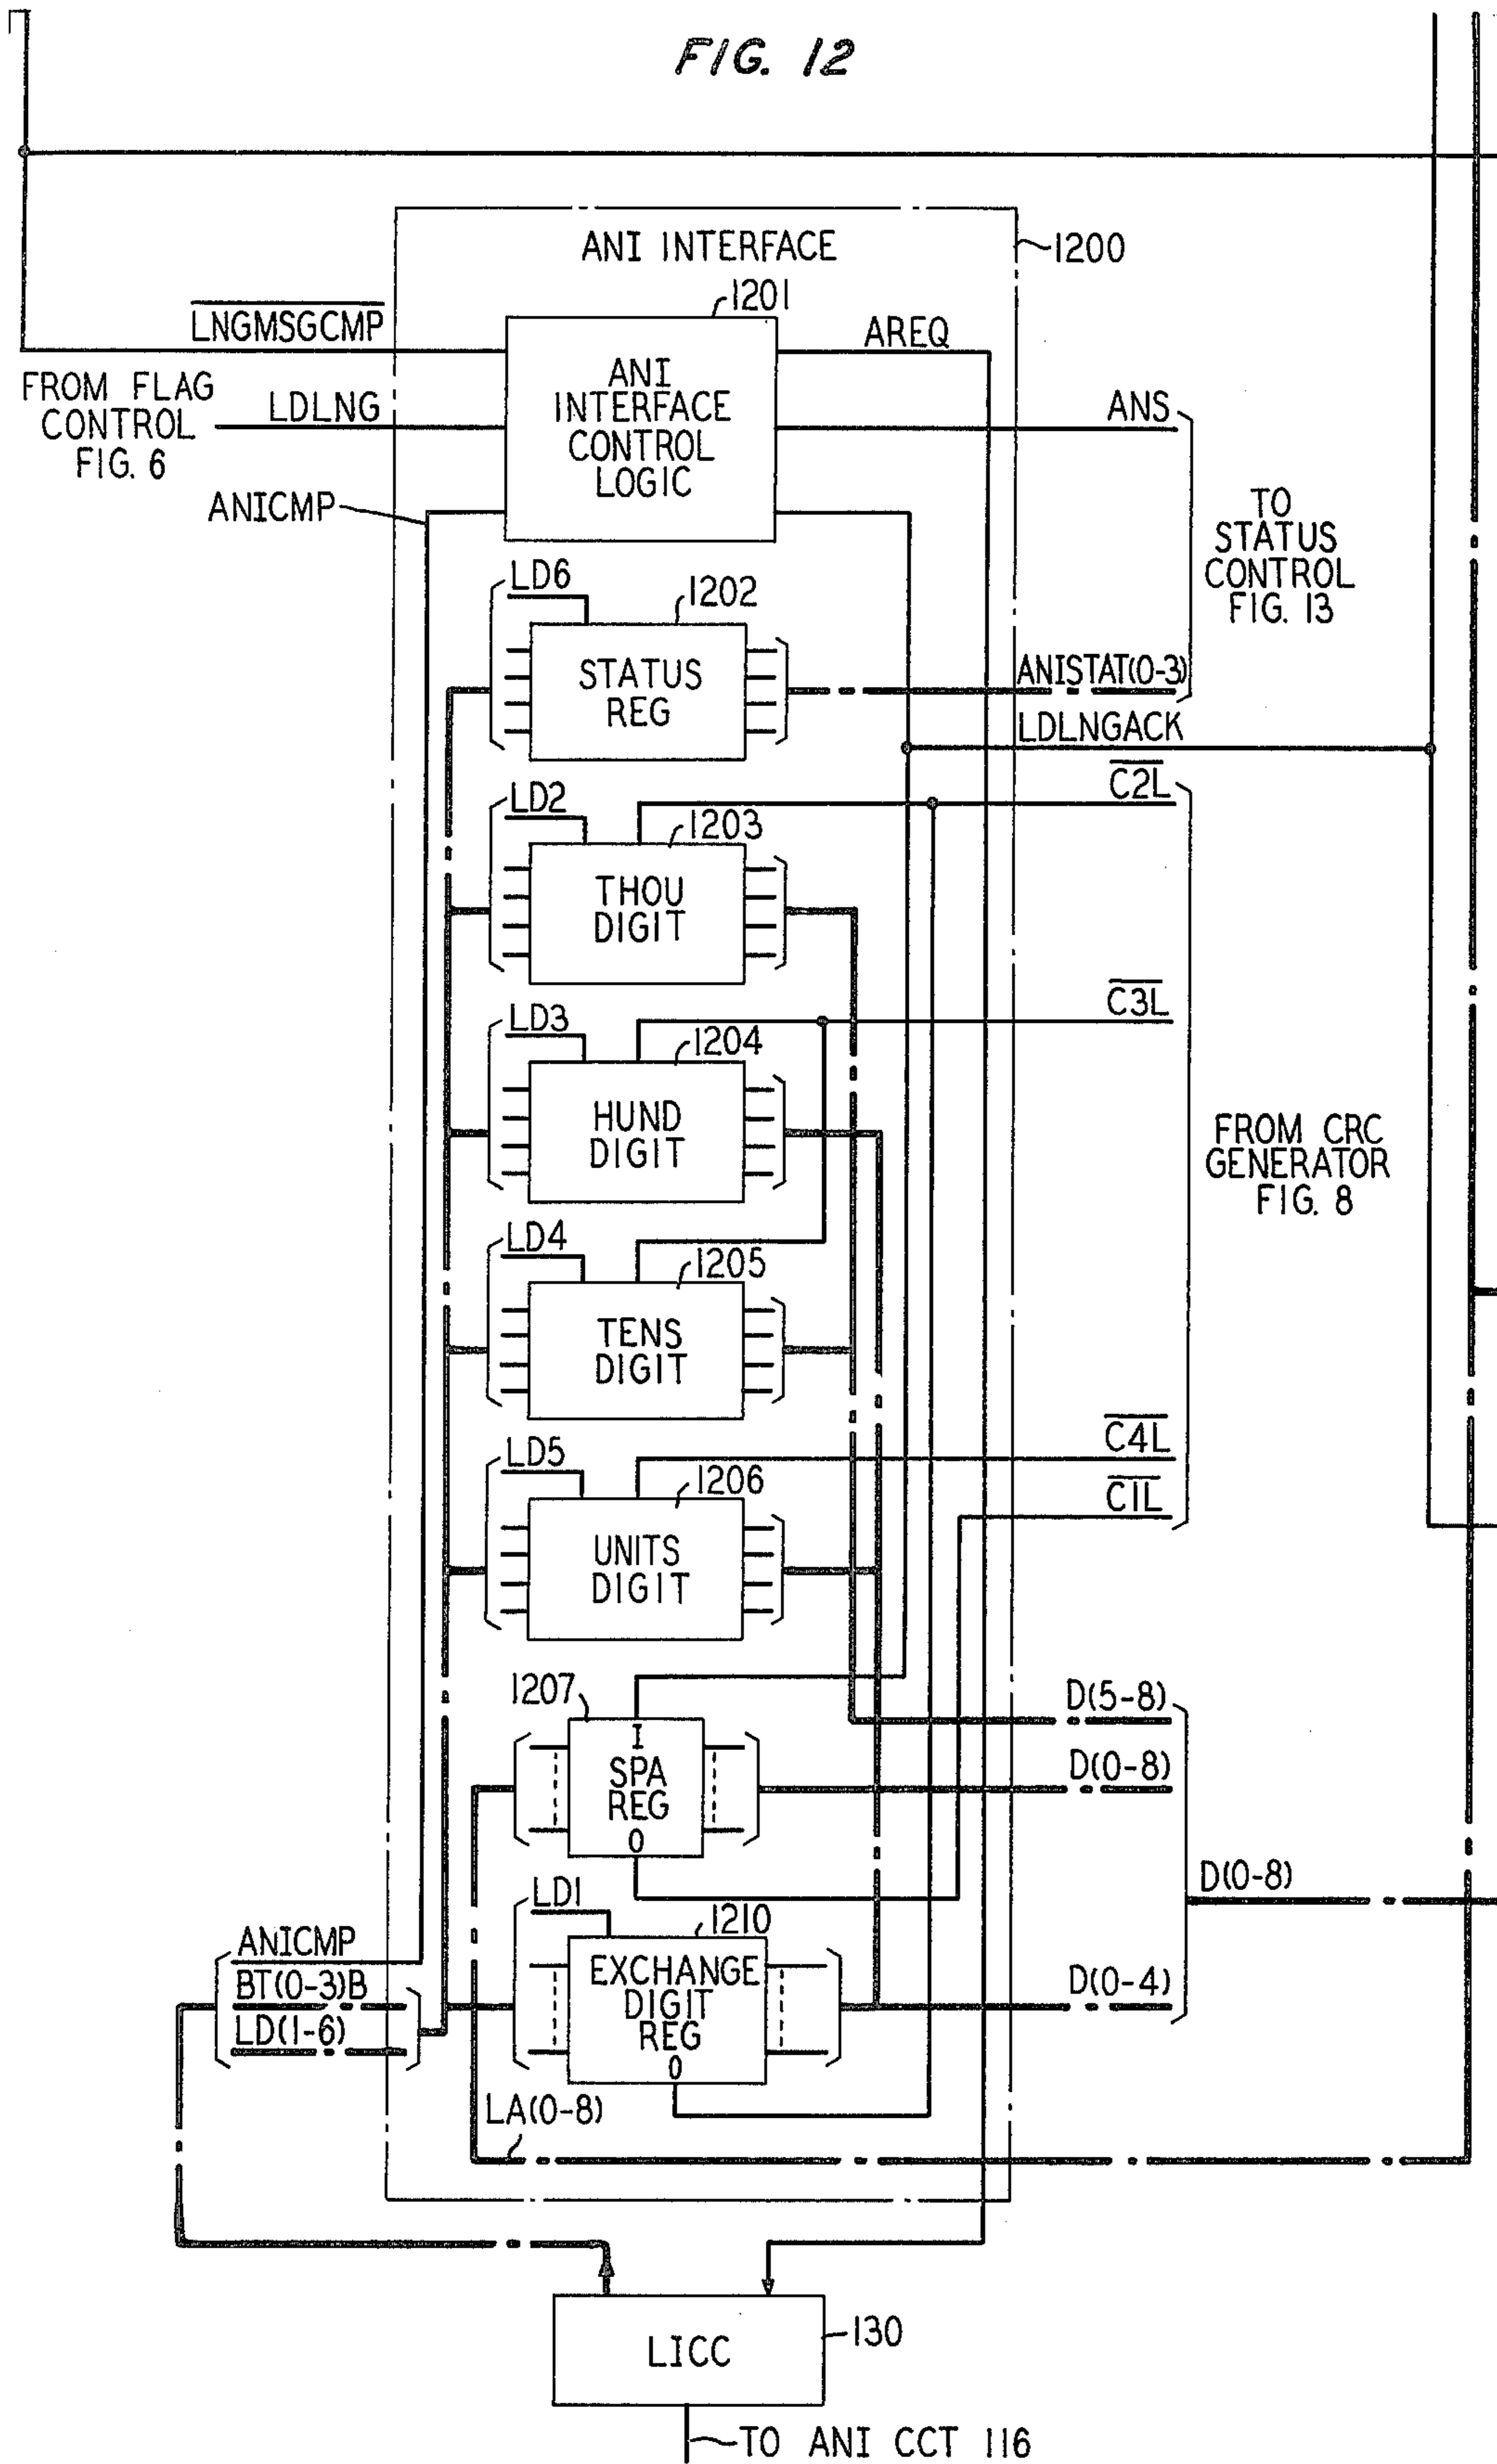 FIG. 12
ANI INTERFACE
1200
1201
LNGMSGCMP
AREQ
ANI
INTERFACE
CONTROL
LOGIC
FROM FLAG
CONTROL
FIG. 6
LDLNG
ANS
ANICMP
TO
STATUS
CONTROL
FIG. 13
LD6
1202
STATUS
REG
ANISTAT(0-3)
LDLNGACK
C2L
LD2
1203
THOU
DIGIT
C3L
LD3
1204
HUND
DIGIT
FROM CRC
GENERATOR
FIG. 8
LD4
1205
TENS
DIGIT
C4L
LD5
1206
C1L
UNITS
DIGIT
1207
I
SPA
REG
O
D(5-8)
D(0-8)
D(0-8)
LD1
1210
EXCHANGE
DIGIT
REG
O
D(0-4)
ANICMP
BT(0-3)B
LD(1-6)
LA(0-8)
LICC
130
TO ANI CCT 116